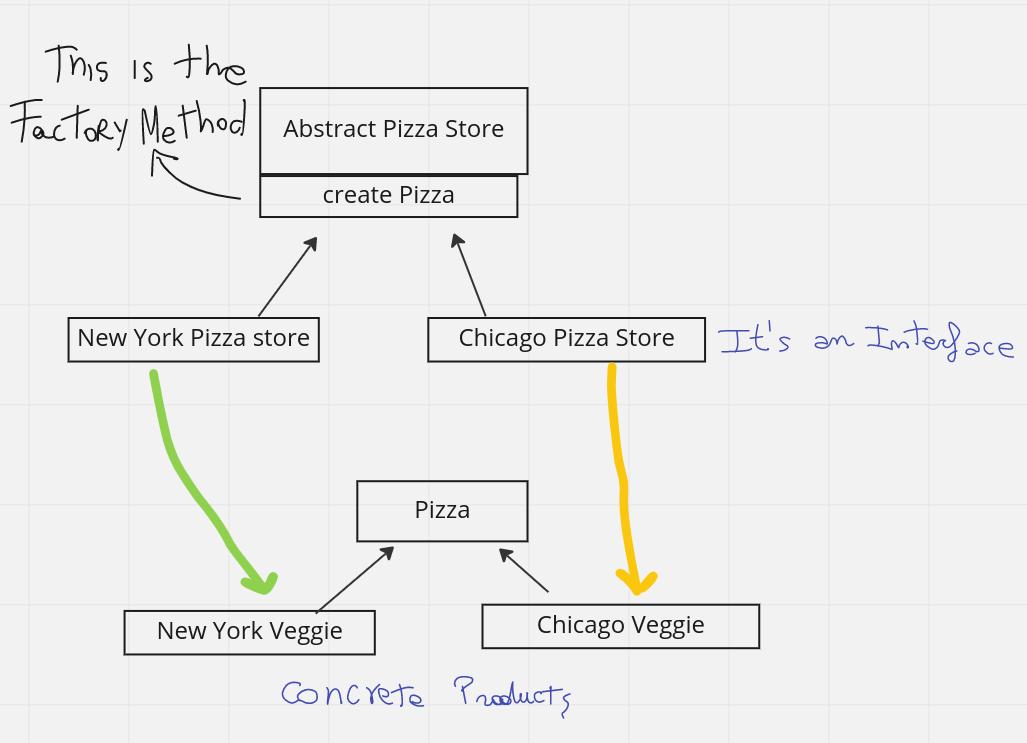 This is the
Factory Method
Abstract Pizza Store
create Pizza
New York Pizza store
Chicago Pizza Store
It's an Interface
Pizza
New York Veggie
Chicago Veggie
Concrete Products